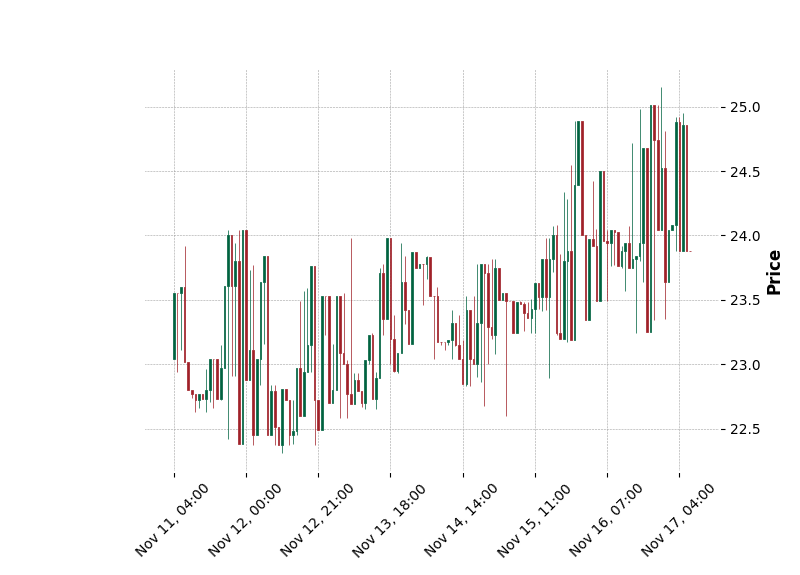 25.0
24.5
24.0
23.5
23.0
22.5
Price
Nov 11, 04:00
Nov 12, 00:00
Nov 12, 21:00
Nov 13, 18:00
Nov 14, 14:00
Nov 15, 11:00
Nov 16, 07:00
Nov 17, 04:00